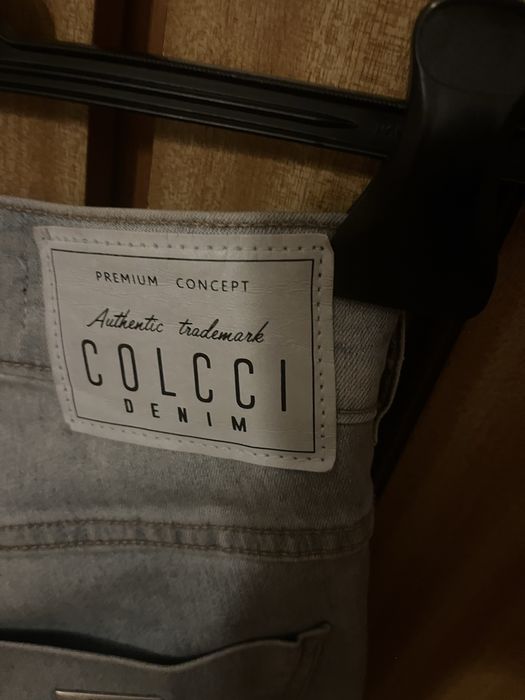 PREMIUM CONCEPT
Authentic trademark
COLCCI
DENIM